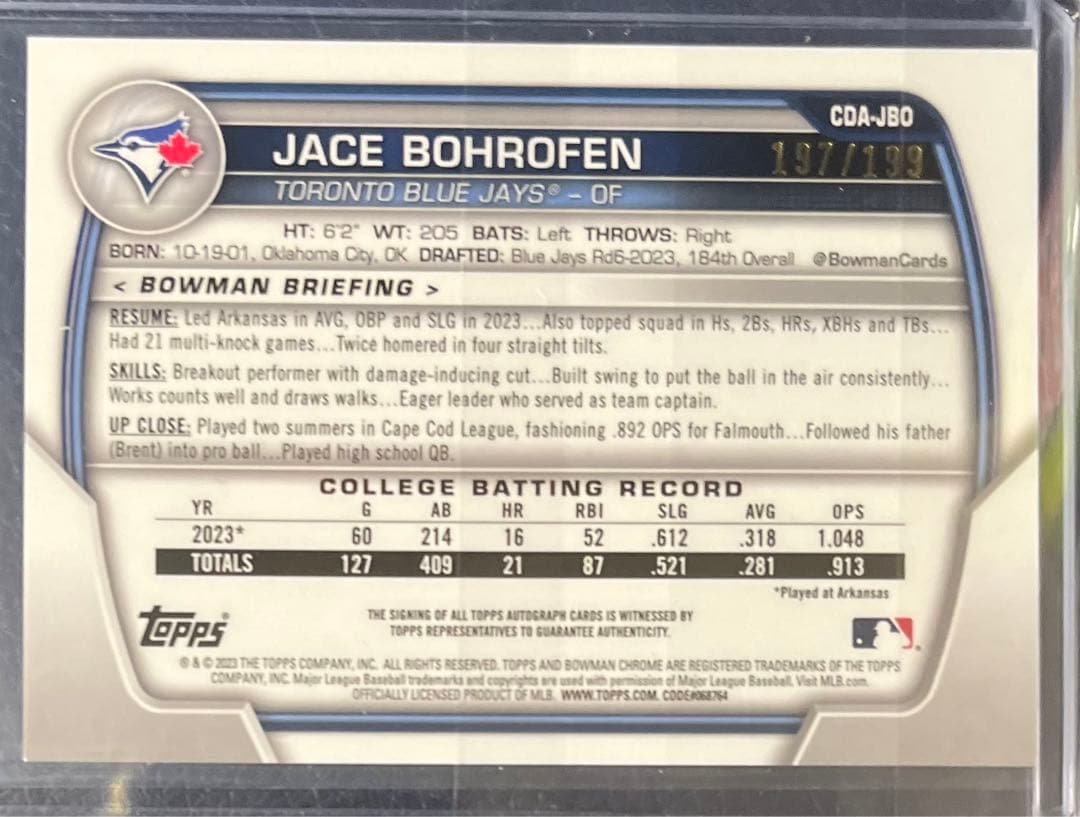 CDA-JBO
JACE BOHROFEN
197/199
TORONTO BLUE JAYS® - OF
HT: 6'2" WT: 205 BATS: Left THROWS: Right
BORN: 10-19-01, Oklahoma City, OK DRAFTED: Blue Jays Rd6-2023, 184th Overall @BowmanCards
< BOWMAN BRIEFING >
RESUME: Led Arkansas in AVG, OBP and SLG in 2023...Also topped squad in Hs, 2Bs, HRs, XBHs and TBs...
Had 21 multi-knock games...Twice homered in four straight tilts.
SKILLS: Breakout performer with damage-inducing cut...Built swing to put the ball in the air consistently...
Works counts well and draws walks...Eager leader who served as team captain.
UP CLOSE: Played two summers in Cape Cod League, fashioning .892 OPS for Falmouth...Followed his father
(Brent) into pro ball...Played high school QB.
COLLEGE BATTING RECORD
YR G AB HR RBI SLG AVG OPS
2023* 60 214 16 52 .612 .318 1.048
TOTALS 127 409 21 87 .521 .281 .913
*Played at Arkansas
Topps®
THE SIGNING OF ALL TOPPS AUTOGRAPH CARDS IS WITNESSED BY
TOPPS REPRESENTATIVES TO GUARANTEE AUTHENTICITY.
® & © 2023 THE TOPPS COMPANY, INC. ALL RIGHTS RESERVED. TOPPS AND BOWMAN CHROME ARE REGISTERED TRADEMARKS OF THE TOPPS
COMPANY, INC. Major League Baseball trademarks and copyrights are used with permission of Major League Baseball. Visit MLB.com.
OFFICIALLY LICENSED PRODUCT OF MLB. WWW.TOPPS.COM. CODE#068764